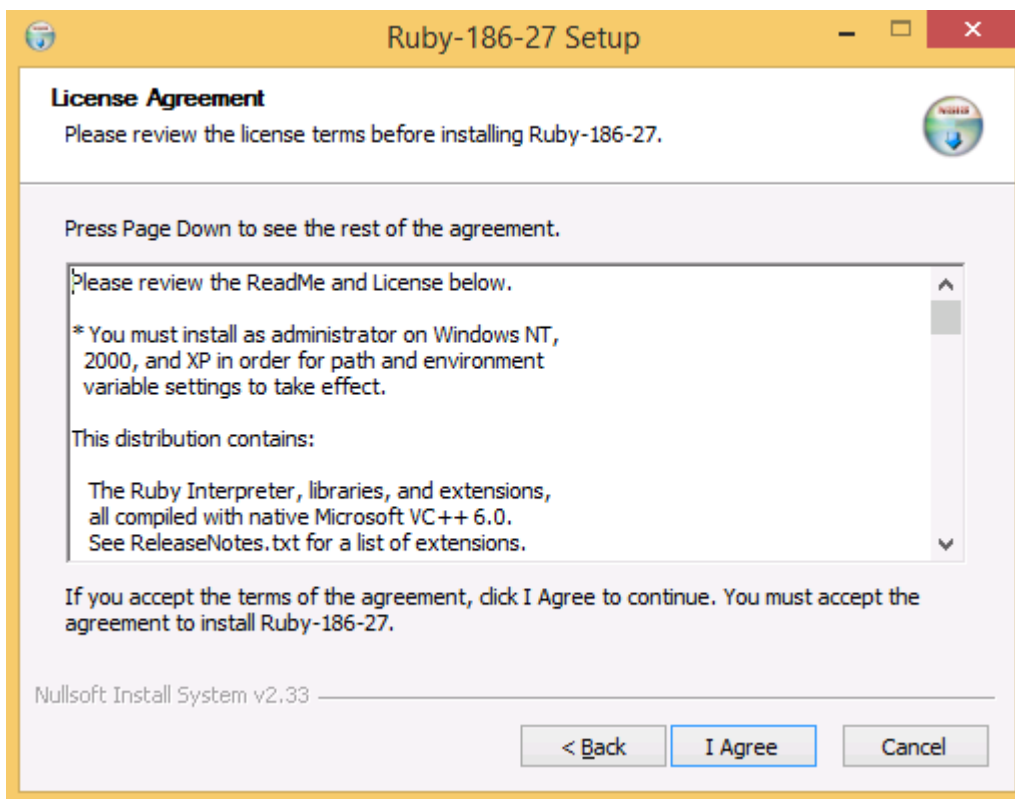 Ruby-186-27 Setup
License Agreement
Please review the license terms before installing Ruby-186-27.
Press Page Down to see the rest of the agreement.
Please review the ReadMe and License below.
* You must install as administrator on Windows NT,
2000, and XP in order for path and environment
variable settings to take effect.
This distribution contains:
The Ruby Interpreter, libraries, and extensions,
all compiled with native Microsoft VC++ 6.0.
See ReleaseNotes.txt for a list of extensions.
If you accept the terms of the agreement, click I Agree to continue. You must accept the
agreement to install Ruby-186-27.
Nullsoft Install System v2.33
< Back I Agree Cancel